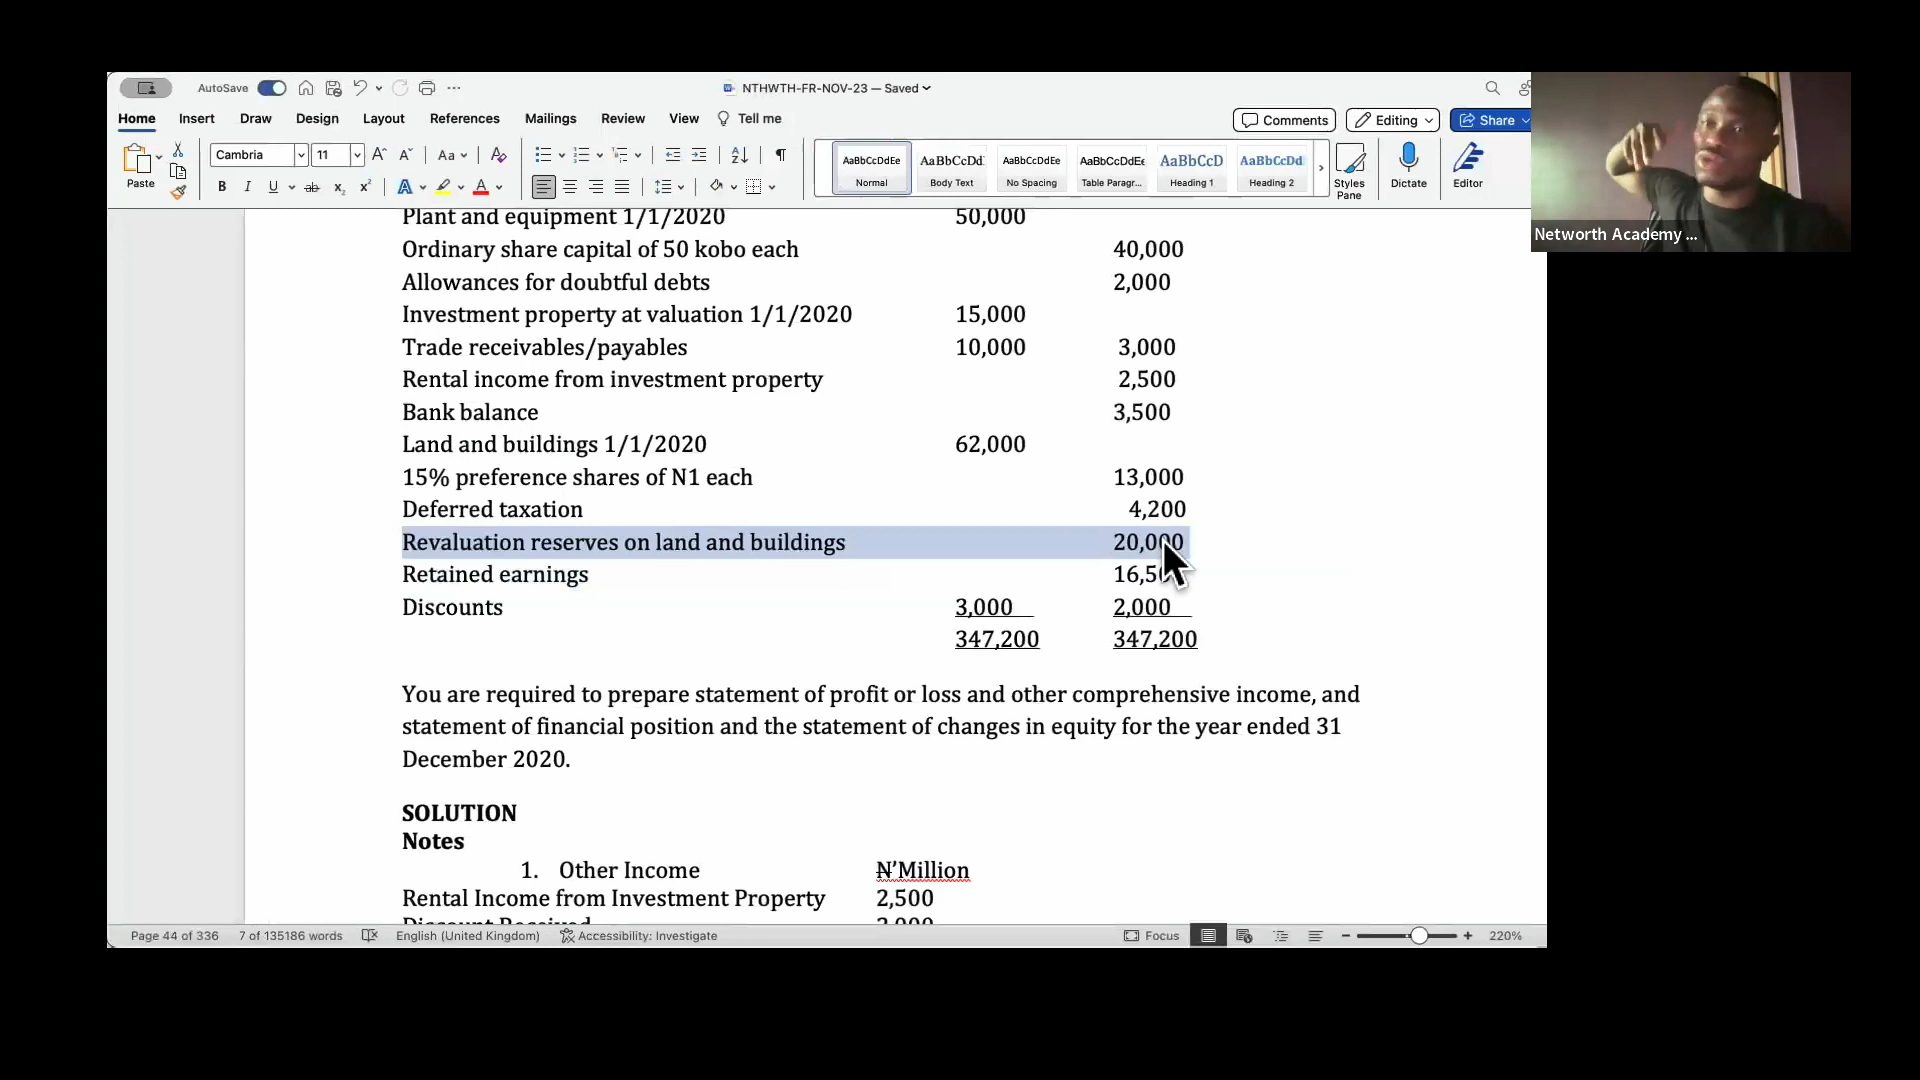 AutoSave
NTHWTH-FR-NOV-23 — Saved
Home Insert Draw Design Layout References Mailings Review View Tell me
Comments Editing Share
Paste
Cambria 11
AaBbCcDdEe AaBbCcDd AaBbCcDdEe AaBbCcDdEe AaBbCcD AaBbCcDd
Normal Body Text No Spacing Table Paragr... Heading 1 Heading 2
Styles Pane
Dictate
Editor
Networth Academy ...
Plant and equipment 1/1/2020 50,000
Ordinary share capital of 50 kobo each 40,000
Allowances for doubtful debts 2,000
Investment property at valuation 1/1/2020 15,000
Trade receivables/payables 10,000 3,000
Rental income from investment property 2,500
Bank balance 3,500
Land and buildings 1/1/2020 62,000
15% preference shares of N1 each 13,000
Deferred taxation 4,200
Revaluation reserves on land and buildings 20,000
Retained earnings
Discounts 3,000 2,000
347,200 347,200
You are required to prepare statement of profit or loss and other comprehensive income, and
statement of financial position and the statement of changes in equity for the year ended 31
December 2020.
SOLUTION
Notes
1. Other Income ₦'Million
Rental Income from Investment Property 2,500
Page 44 of 336 7 of 135186 words English (United Kingdom) Accessibility: Investigate Focus 220%